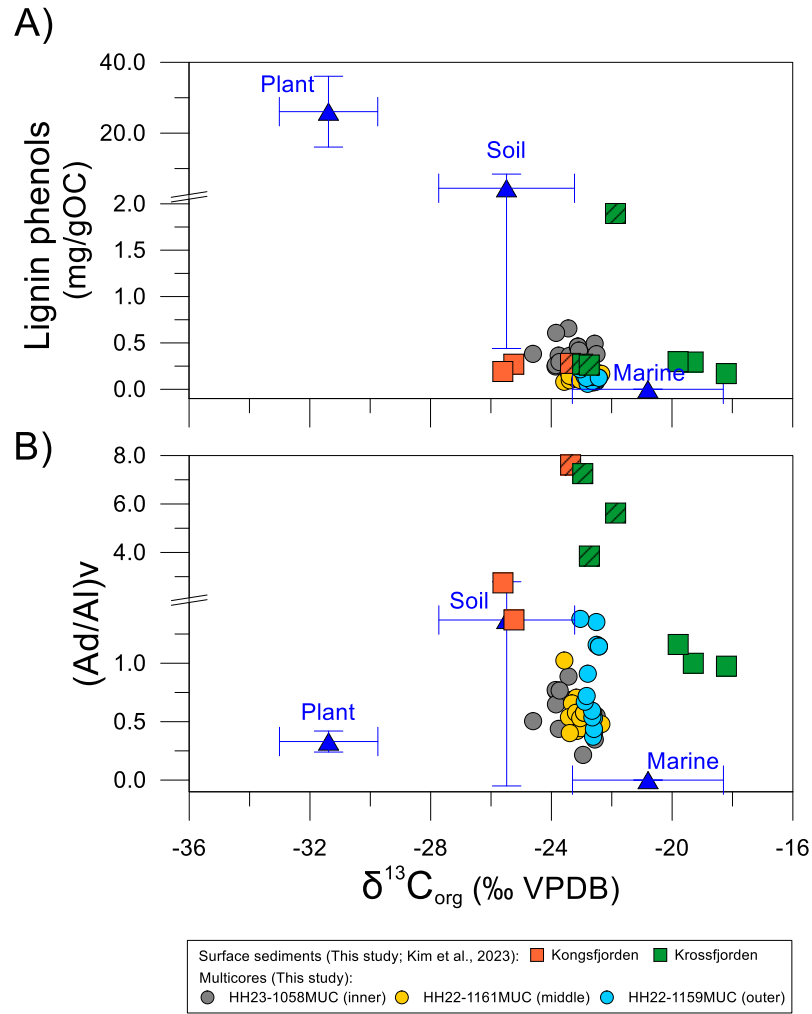 A)
Lignin phenols
(mg/gOC)
40.0
20.0
2.0
1.5
1.0
0.5
0.0
Plant
Soil
Marine
B)
(Ad/Al)v
8.0
6.0
4.0
1.0
0.5
0.0
Soil
Plant
Marine
-36 -32 -28 -24 -20 -16
δ¹³Corg (‰ VPDB)
Surface sediments (This study; Kim et al., 2023): Kongsfjorden Krossfjorden
Multicores (This study):
HH23-1058MUC (inner) HH22-1161MUC (middle) HH22-1159MUC (outer)